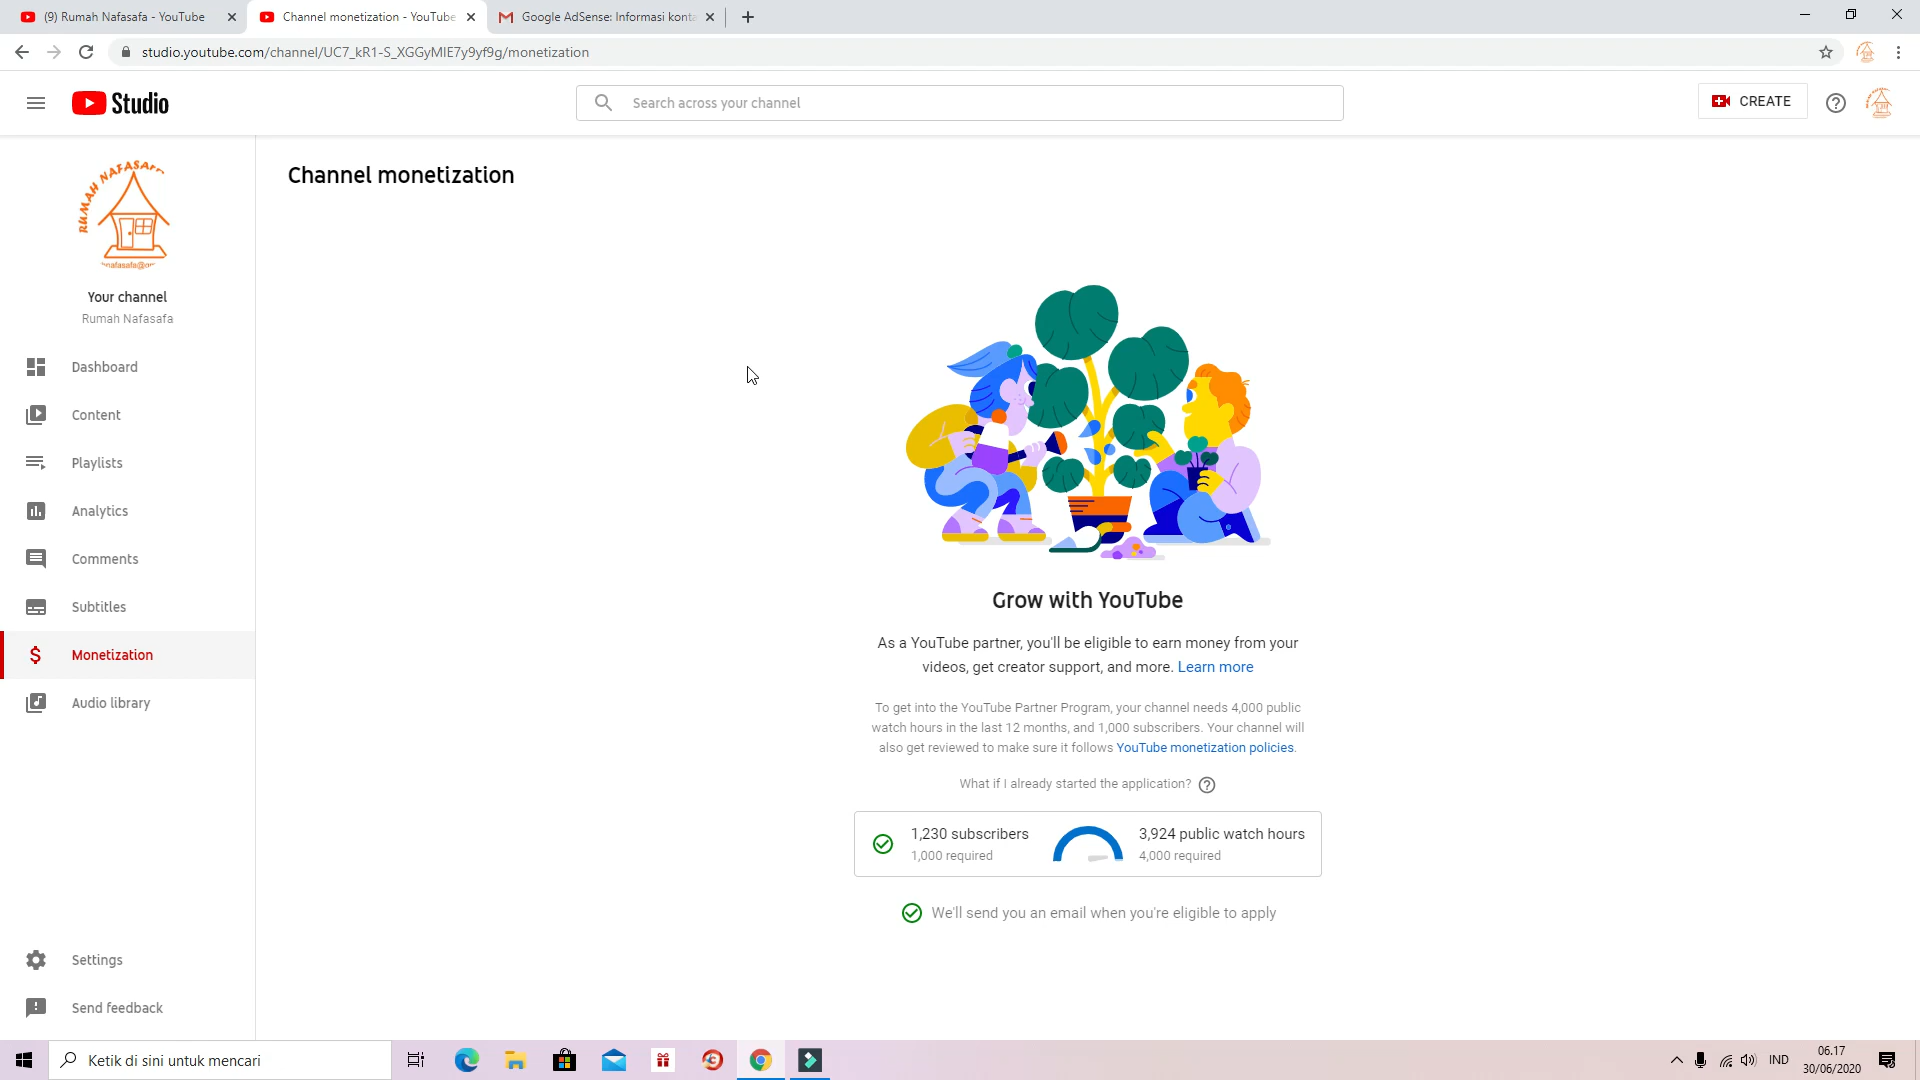 (9) Rumah Nafasafa - YouTube
Channel monetization - YouTube
Google AdSense: Informasi konta
studio.youtube.com/channel/UC7_kR1-S_XGGyMIE7y9yf9g/monetization
Studio
Search across your channel
CREATE
RUMAH NAFASAFA
Your channel
Rumah Nafasafa
Dashboard
Content
Playlists
Analytics
Comments
Subtitles
Monetization
Audio library
Settings
Send feedback
Channel monetization
Grow with YouTube
As a YouTube partner, you'll be eligible to earn money from your
videos, get creator support, and more. Learn more
To get into the YouTube Partner Program, your channel needs 4,000 public
watch hours in the last 12 months, and 1,000 subscribers. Your channel will
also get reviewed to make sure it follows YouTube monetization policies.
What if I already started the application?
1,230 subscribers
1,000 required
3,924 public watch hours
4,000 required
We'll send you an email when you're eligible to apply
Ketik di sini untuk mencari
IND
06.17
30/06/2020